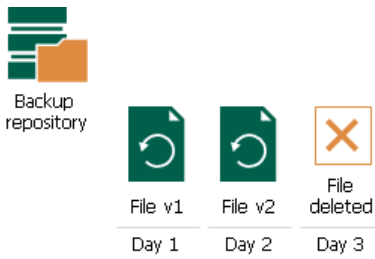 Backup
repository
File v1
File v2
File
deleted
Day 1
Day 2
Day 3